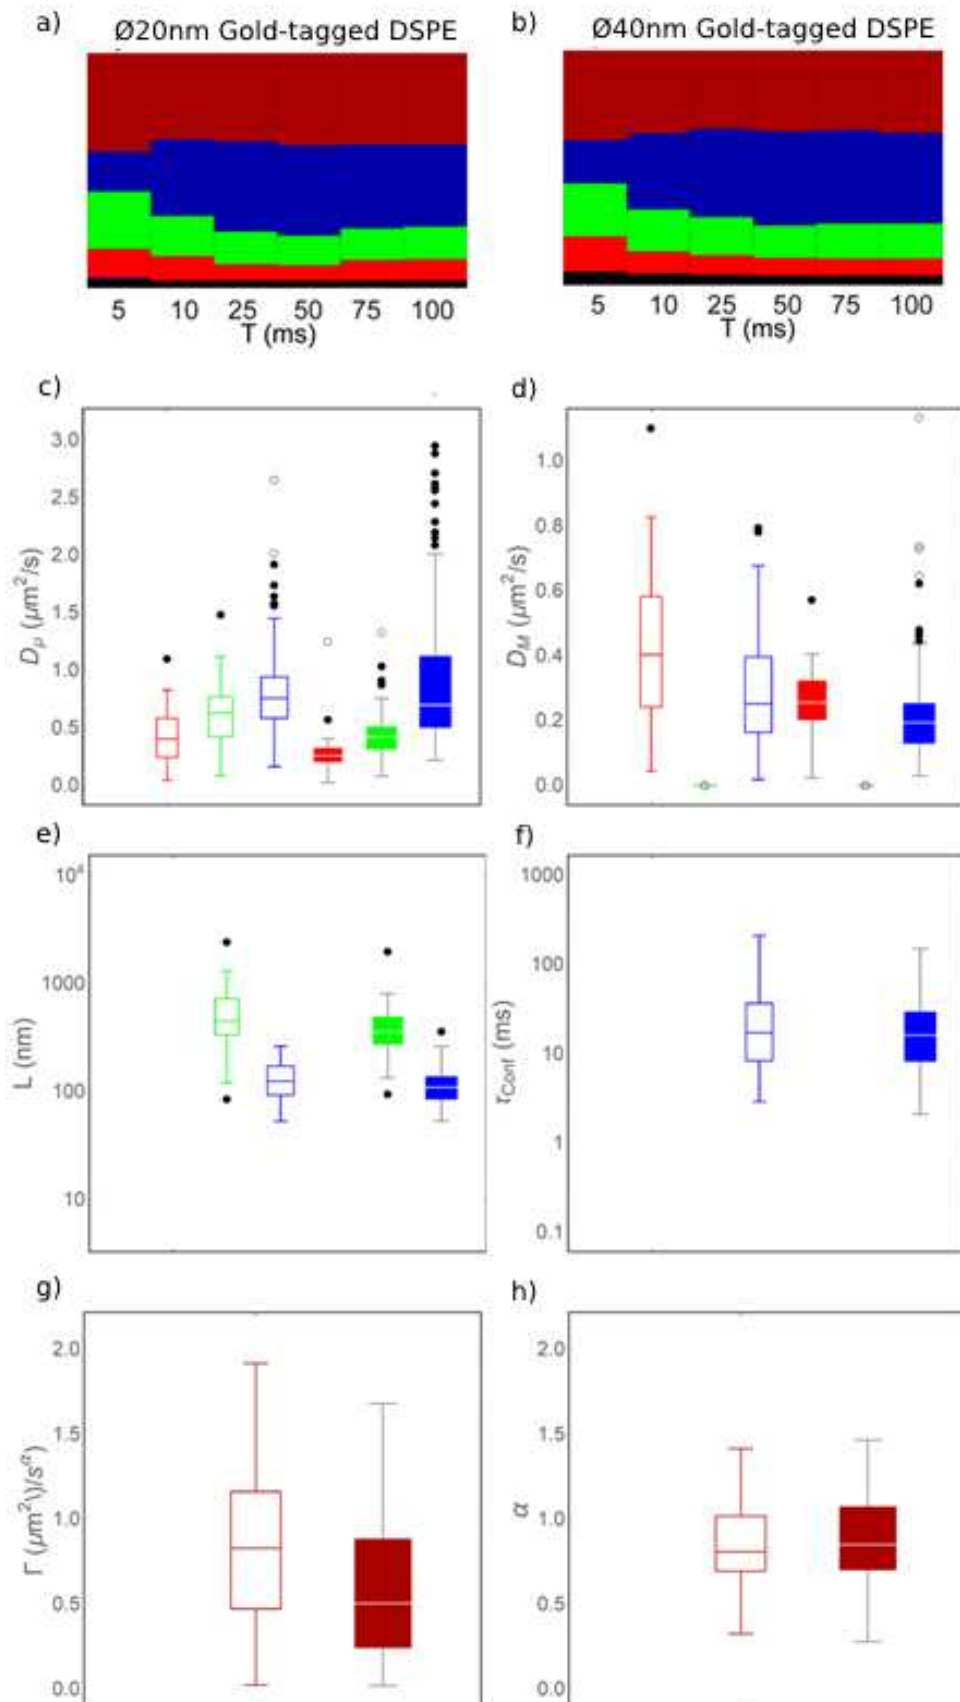 a) Ø20nm Gold-tagged DSPE
b) Ø40nm Gold-tagged DSPE
5 10 25 50 75 100
T (ms)
5 10 25 50 75 100
T (ms)
c)
3.0
2.5
2.0
1.5
1.0
0.5
0.0
Dμ (μm²/s)
d)
1.0
0.8
0.6
0.4
0.2
0.0
D_M (μm²/s)
e)
10⁴
1000
100
10
L (nm)
f)
1000
100
10
1
0.1
τ_Conf (ms)
g)
2.0
1.5
1.0
0.5
0.0
Γ (μm²\)/s^α)
h)
2.0
1.5
1.0
0.5
0.0
α